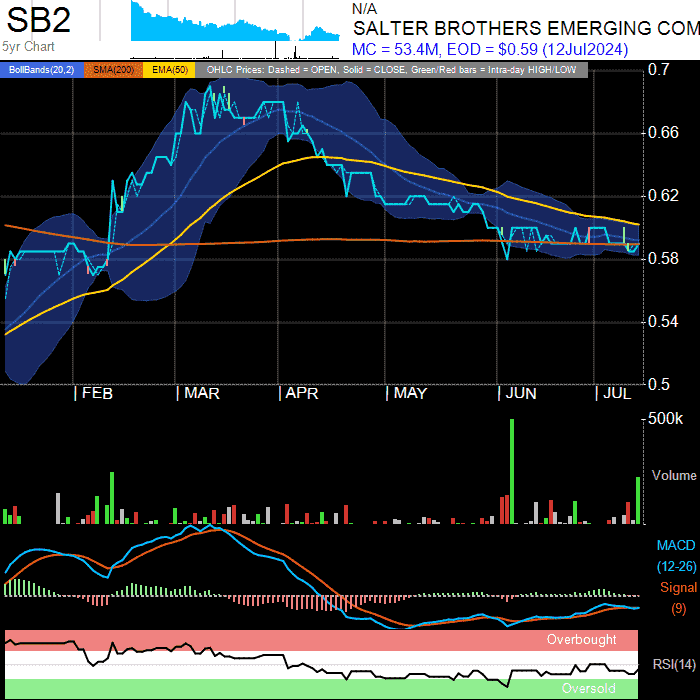 SB2
5yr Chart
N/A
SALTER BROTHERS EMERGING COM
MC = 53.4M, EOD = $0.59 (12Jul2024)
BollBands(20,2) SMA(200) EMA(50) OHLC Prices: Dashed = OPEN, Solid = CLOSE, Green/Red bars = Intra-day HIGH/LOW
0.7
0.66
0.62
0.58
0.54
0.5
FEB MAR APR MAY JUN JUL
500k
Volume
MACD
(12-26)
Signal
(9)
Overbought
RSI(14)
Oversold